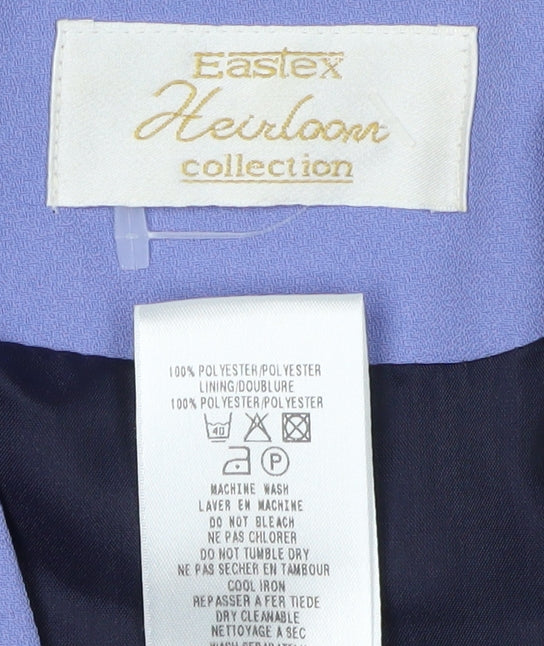 Eastex
Heirloom
collection
100% POLYESTER/POLYESTER
LINING/DOUBLURE
100% POLYESTER/POLYESTER
40
P
MACHINE WASH
LAVER EN MACHINE
DO NOT BLEACH
NE PAS CHLORER
DO NOT TUMBLE DRY
NE PAS SECHER EN TAMBOUR
COOL IRON
REPASSER A FER TIEDE
DRY CLEANABLE
NETTOYAGE A SEC
WASH SEPARATELY